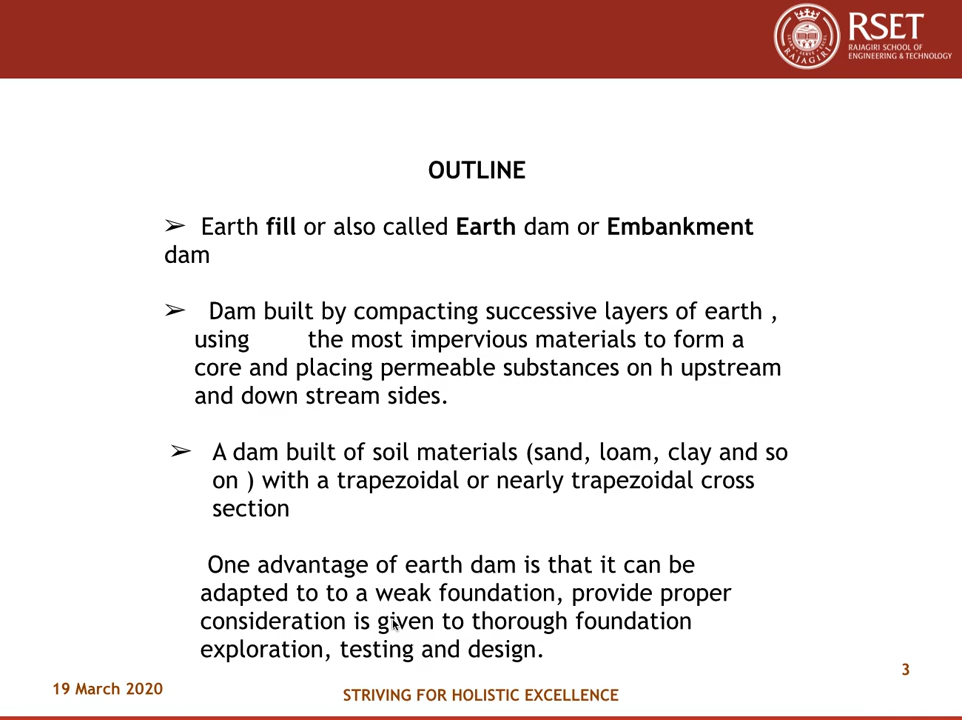 RSET
RAJAGIRI SCHOOL OF
ENGINEERING & TECHNOLOGY
RAJAGIRI
OUTLINE
➢ Earth fill or also called Earth dam or Embankment
dam
➢ Dam built by compacting successive layers of earth ,
using the most impervious materials to form a
core and placing permeable substances on h upstream
and down stream sides.
➢ A dam built of soil materials (sand, loam, clay and so
on ) with a trapezoidal or nearly trapezoidal cross
section
One advantage of earth dam is that it can be
adapted to to a weak foundation, provide proper
consideration is given to thorough foundation
exploration, testing and design.
3
19 March 2020
STRIVING FOR HOLISTIC EXCELLENCE